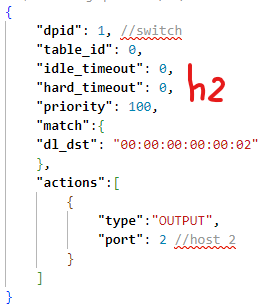 {
"dpid": 1, //switch
"table_id": 0,
"idle_timeout": 0,
"hard_timeout": 0,
"priority": 100,
"match":{
"dl_dst": "00:00:00:00:00:02"
},
"actions":[
{
"type":"OUTPUT",
"port": 2 //host 2
}
]
}
h2